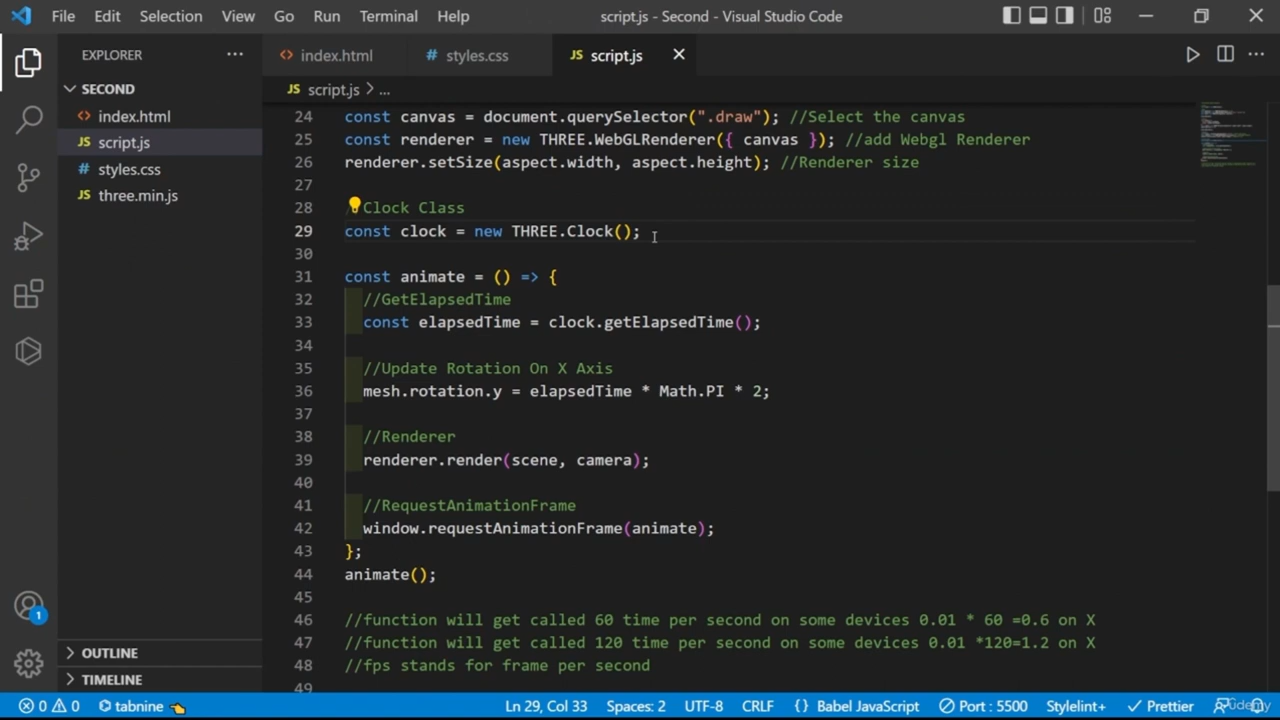 File Edit Selection View Go Run Terminal Help script.js - Second - Visual Studio Code
EXPLORER
index.html
styles.css
script.js
SECOND
script.js > ...
index.html
script.js
styles.css
three.min.js
24 const canvas = document.querySelector(".draw"); //Select the canvas
25 const renderer = new THREE.WebGLRenderer({ canvas }); //add Webgl Renderer
26 renderer.setSize(aspect.width, aspect.height); //Renderer size
27
28 Clock Class
29 const clock = new THREE.Clock();
30
31 const animate = () => {
32 //GetElapsedTime
33 const elapsedTime = clock.getElapsedTime();
34
35 //Update Rotation On X Axis
36 mesh.rotation.y = elapsedTime * Math.PI * 2;
37
38 //Renderer
39 renderer.render(scene, camera);
40
41 //RequestAnimationFrame
42 window.requestAnimationFrame(animate);
43 };
44 animate();
45
46 //function will get called 60 time per second on some devices 0.01 * 60 =0.6 on X
47 //function will get called 120 time per second on some devices 0.01 *120=1.2 on X
48 //fps stands for frame per second
49
OUTLINE
TIMELINE
1
0 0 tabnine Ln 29, Col 33 Spaces: 2 UTF-8 CRLF {} Babel JavaScript Port : 5500 Stylelint+ Prettier
Udemy